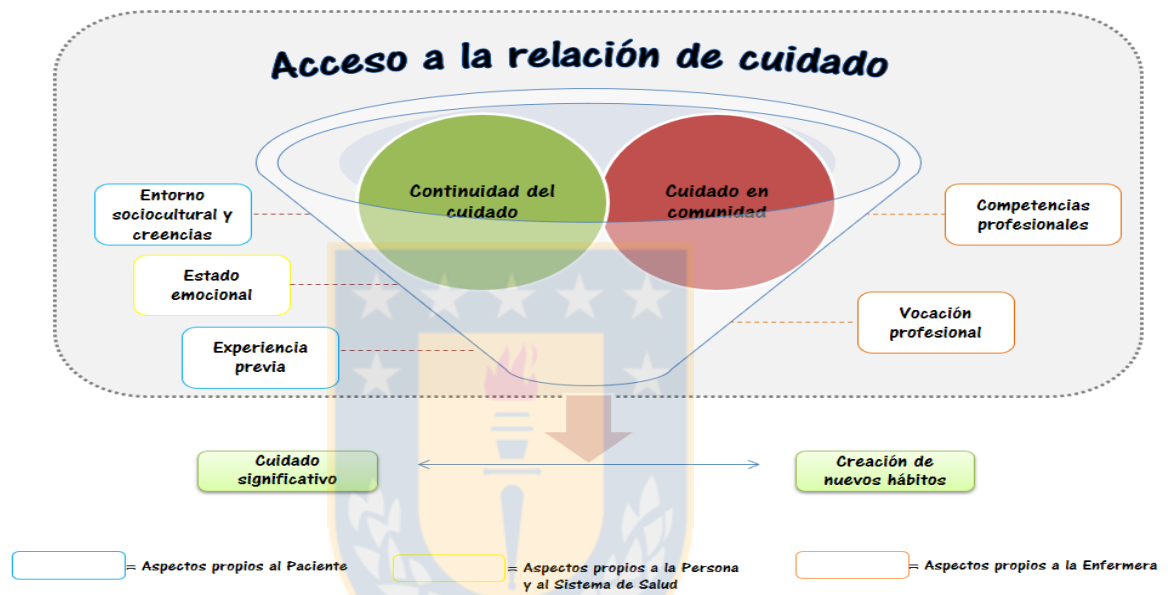 Acceso a la relación de cuidado
Continuidad del
cuidado
Cuidado en
comunidad
Entorno
sociocultural y
creencias
Estado
emocional
Experiencia
previa
Competencias
profesionales
Vocación
profesional
Cuidado
significativo
Creación de
nuevos hábitos
= Aspectos propios al Paciente
= Aspectos propios a la Persona
y al Sistema de Salud
= Aspectos propios a la Enfermera